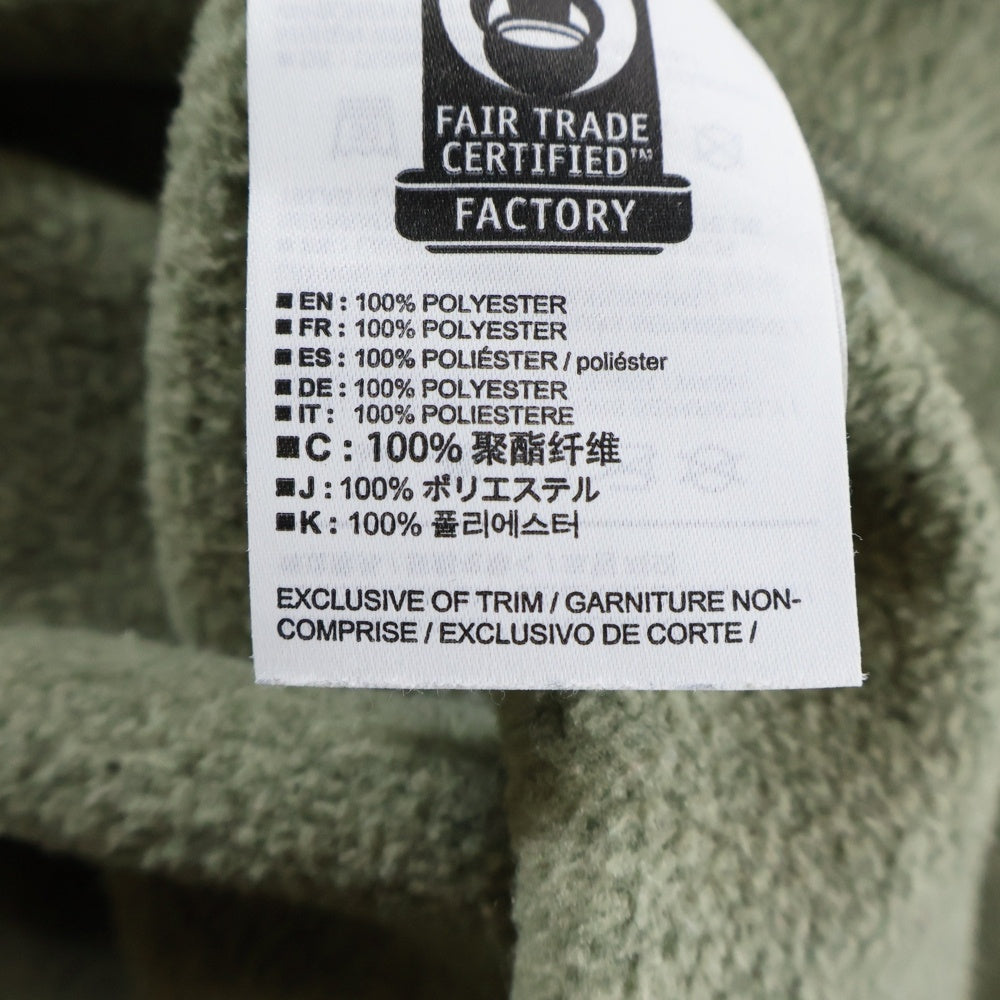 FAIR TRADE
CERTIFIED™
FACTORY
■ EN : 100% POLYESTER
■ FR : 100% POLYESTER
■ ES : 100% POLIÉSTER / poliéster
■ DE : 100% POLYESTER
■ IT : 100% POLIESTERE
■ C : 100% 聚酯纤维
■ J : 100% ポリエステル
■ K : 100% 폴리에스터
EXCLUSIVE OF TRIM / GARNITURE NON-
COMPRISE / EXCLUSIVO DE CORTE /